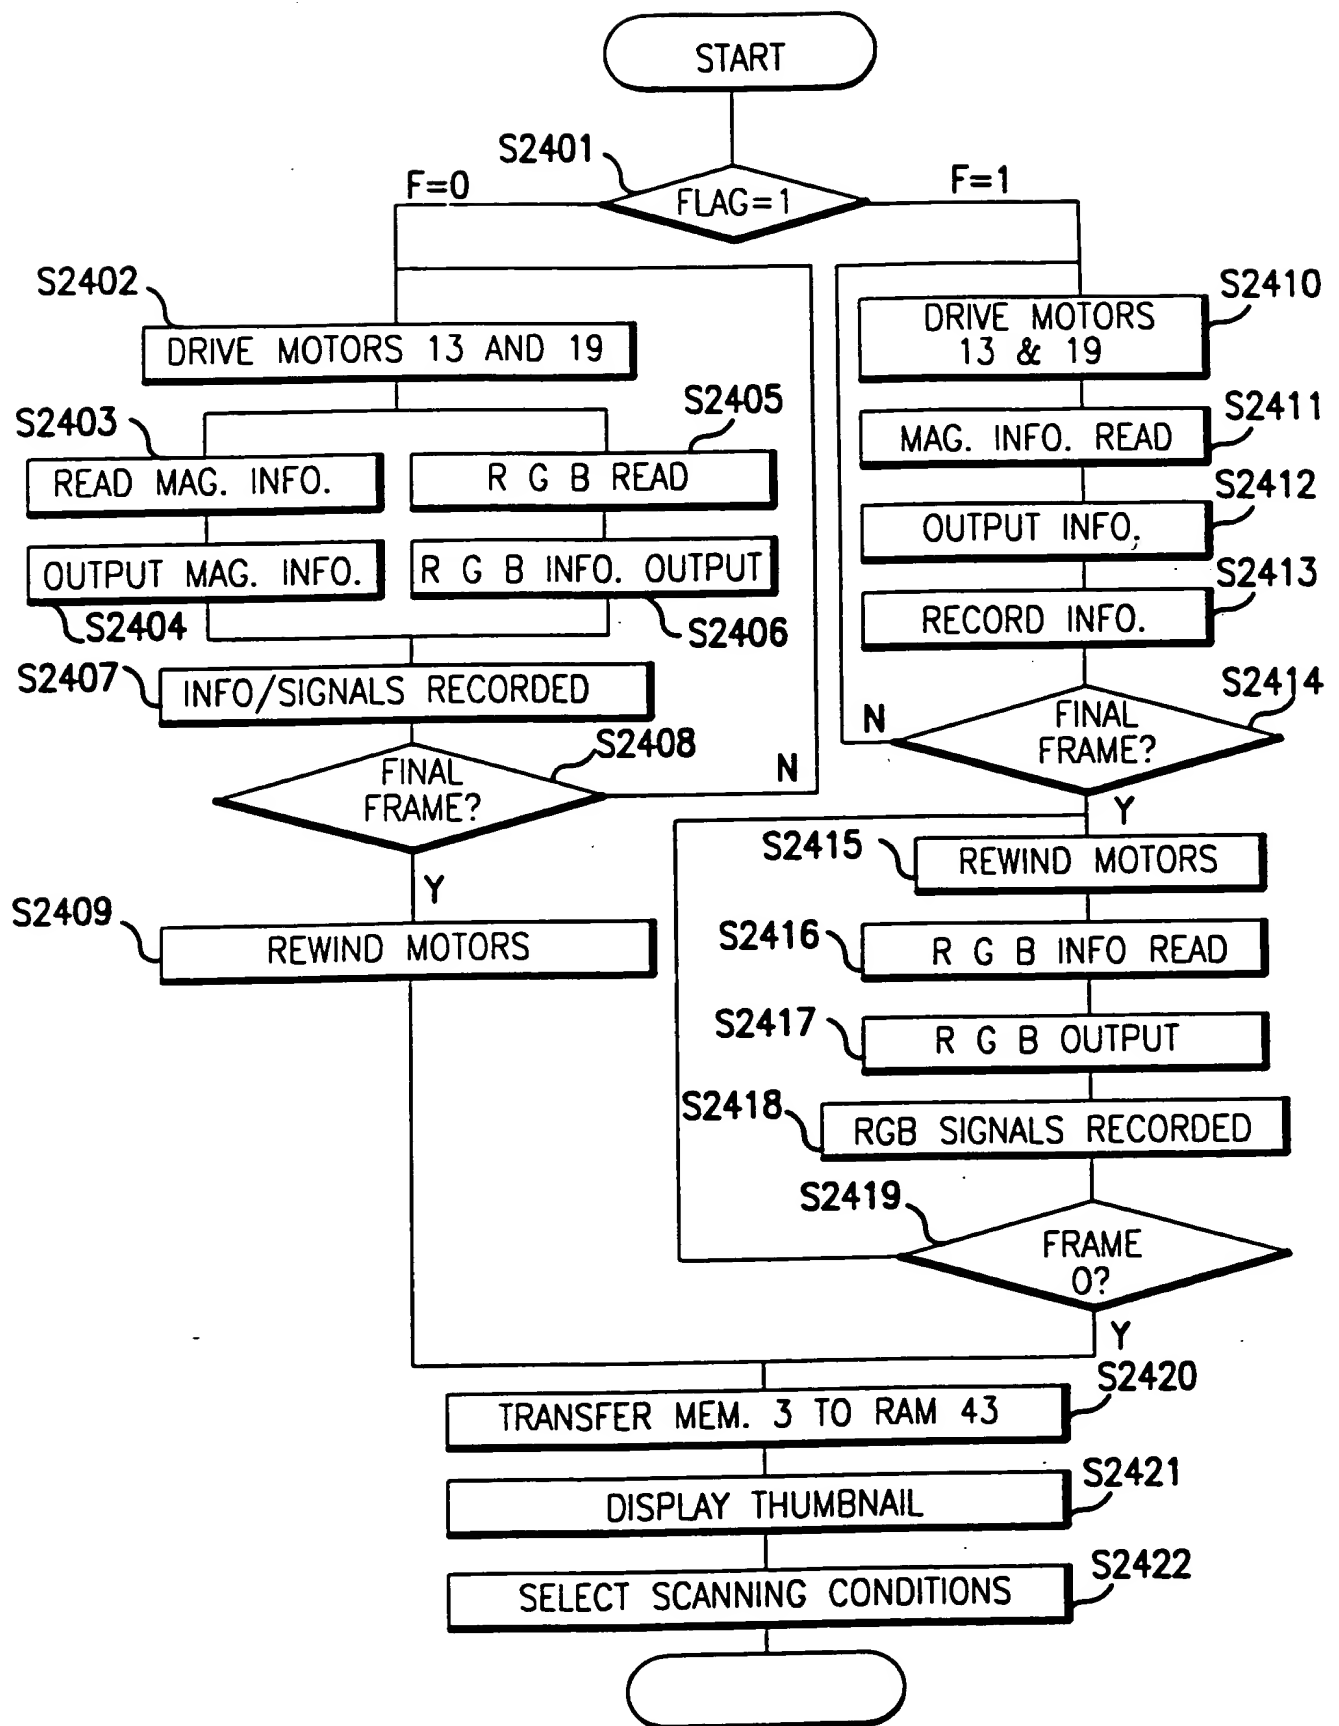 START
S2401
F=0
FLAG=1
F=1
S2402
DRIVE MOTORS 13 AND 19
S2403
READ MAG. INFO.
S2405
R G B READ
OUTPUT MAG. INFO.
S2404
R G B INFO. OUTPUT
S2406
S2407
INFO/SIGNALS RECORDED
S2408
FINAL
FRAME?
N
Y
S2409
REWIND MOTORS
S2410
DRIVE MOTORS
13 & 19
S2411
MAG. INFO. READ
S2412
OUTPUT INFO.
S2413
RECORD INFO.
S2414
FINAL
FRAME?
N
Y
S2415
REWIND MOTORS
S2416
R G B INFO READ
S2417
R G B OUTPUT
S2418
RGB SIGNALS RECORDED
S2419
FRAME
0?
Y
S2420
TRANSFER MEM. 3 TO RAM 43
S2421
DISPLAY THUMBNAIL
S2422
SELECT SCANNING CONDITIONS